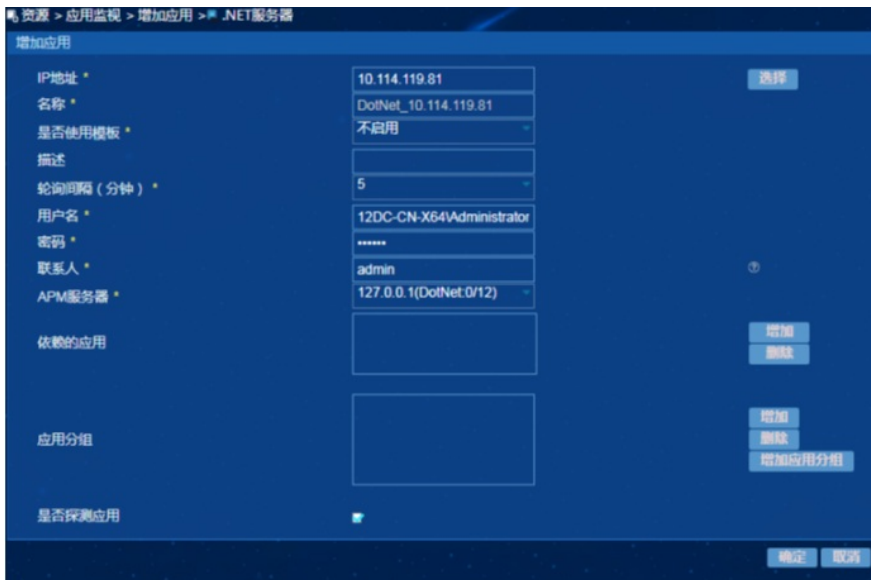 资源 > 应用监视 > 增加应用 > .NET服务器
增加应用
IP地址 * 10.114.119.81 选择
名称 * DotNet_10.114.119.81
是否使用模板 * 不启用
描述
轮询间隔（分钟） * 5
用户名 * 12DC-CN-X64\Administrator
密码 * ••••••
联系人 * admin ?
APM服务器 * 127.0.0.1(DotNet:0/12)
依赖的应用 增加
删除
应用分组 增加
删除
增加应用分组
是否探测应用
确定 取消